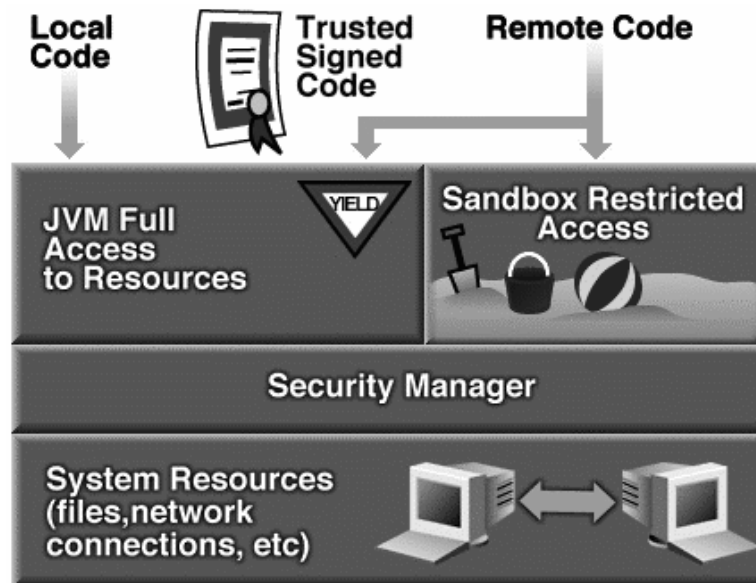 Local
Code
Trusted
Signed
Code
Remote Code
JVM Full
Access
to Resources
YIELD
Sandbox Restricted
Access
Security Manager
System Resources
(files,network
connections, etc)